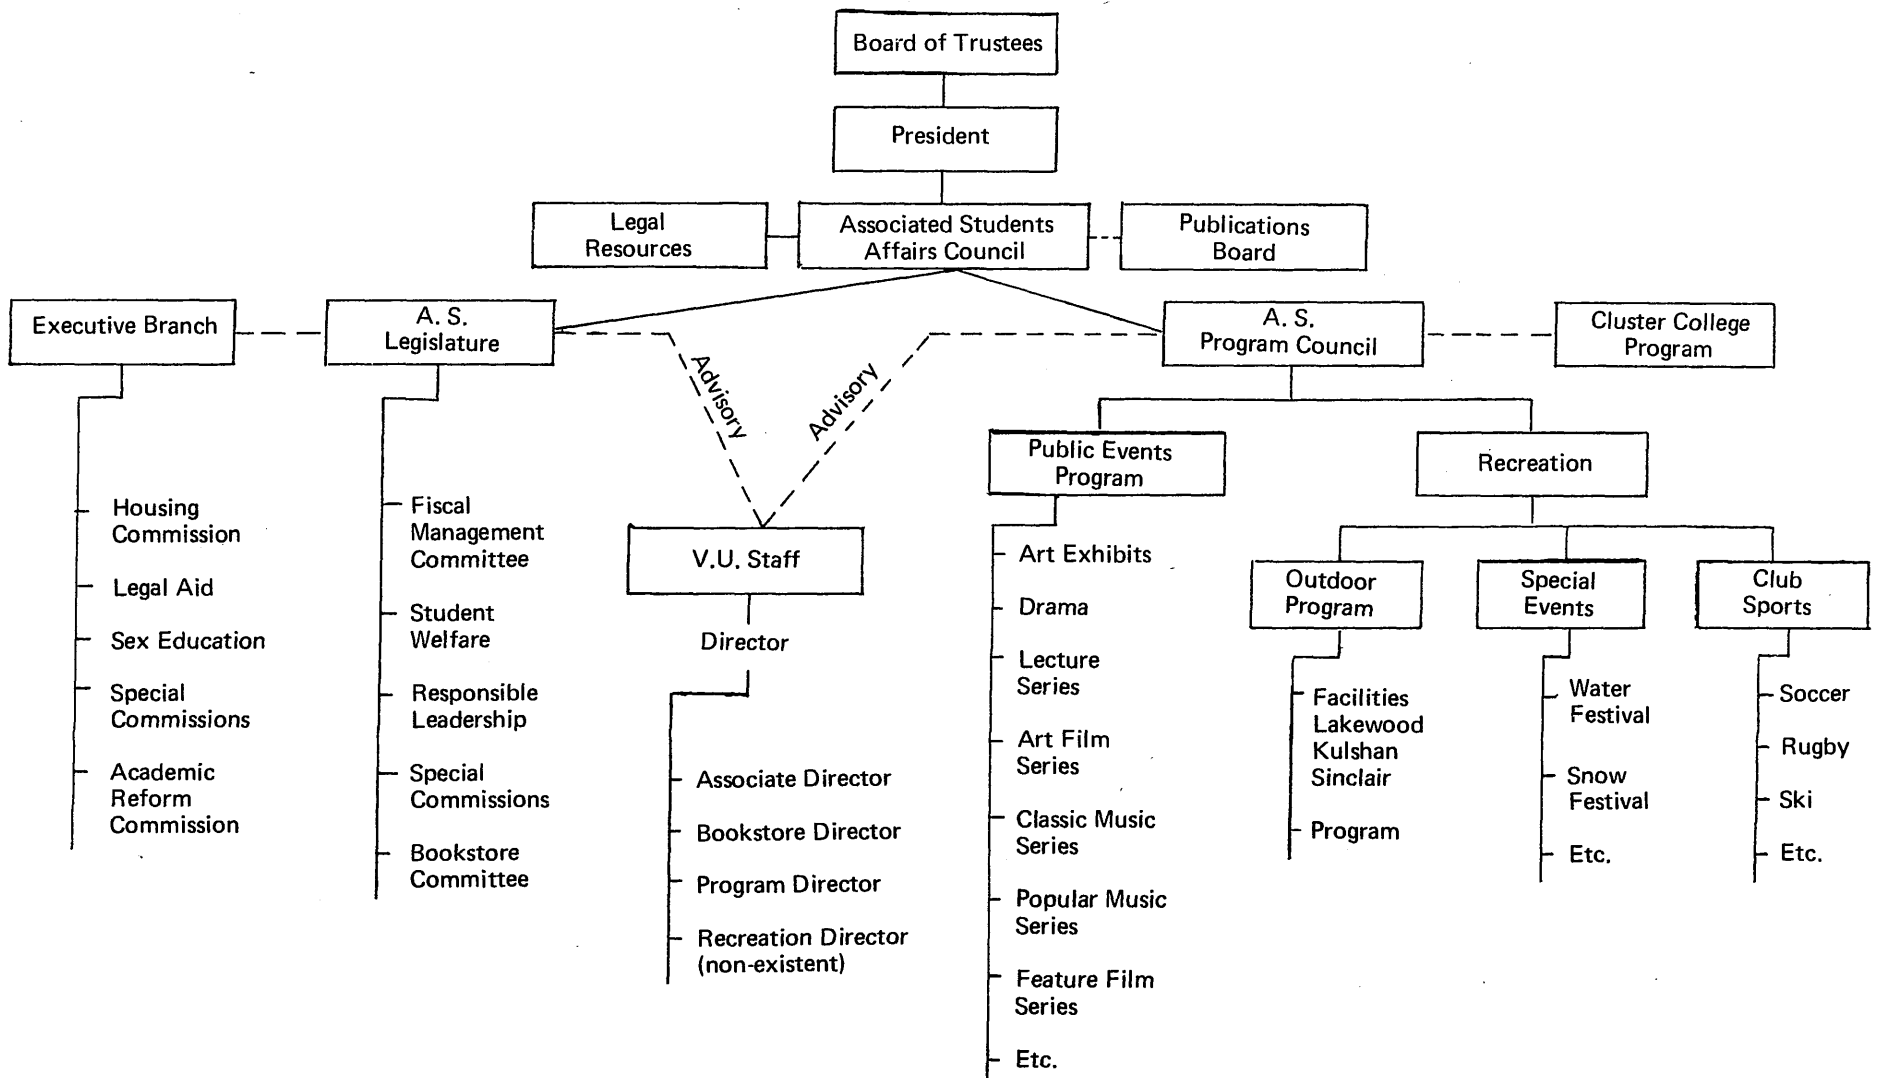 Board of Trustees
President
Legal
Resources
Associated Students
Affairs Council
Publications
Board
Executive Branch
A. S.
Legislature
A. S.
Program Council
Cluster College
Program
Advisory
Advisory
Housing
Commission
Legal Aid
Sex Education
Special
Commissions
Academic
Reform
Commission
Fiscal
Management
Committee
Student
Welfare
Responsible
Leadership
Special
Commissions
Bookstore
Committee
V.U. Staff
Director
Associate Director
Bookstore Director
Program Director
Recreation Director
(non-existent)
Public Events
Program
Art Exhibits
Drama
Lecture
Series
Art Film
Series
Classic Music
Series
Popular Music
Series
Feature Film
Series
Etc.
Recreation
Outdoor
Program
Facilities
Lakewood
Kulshan
Sinclair
Program
Special
Events
Water
Festival
Snow
Festival
Etc.
Club
Sports
Soccer
Rugby
Ski
Etc.